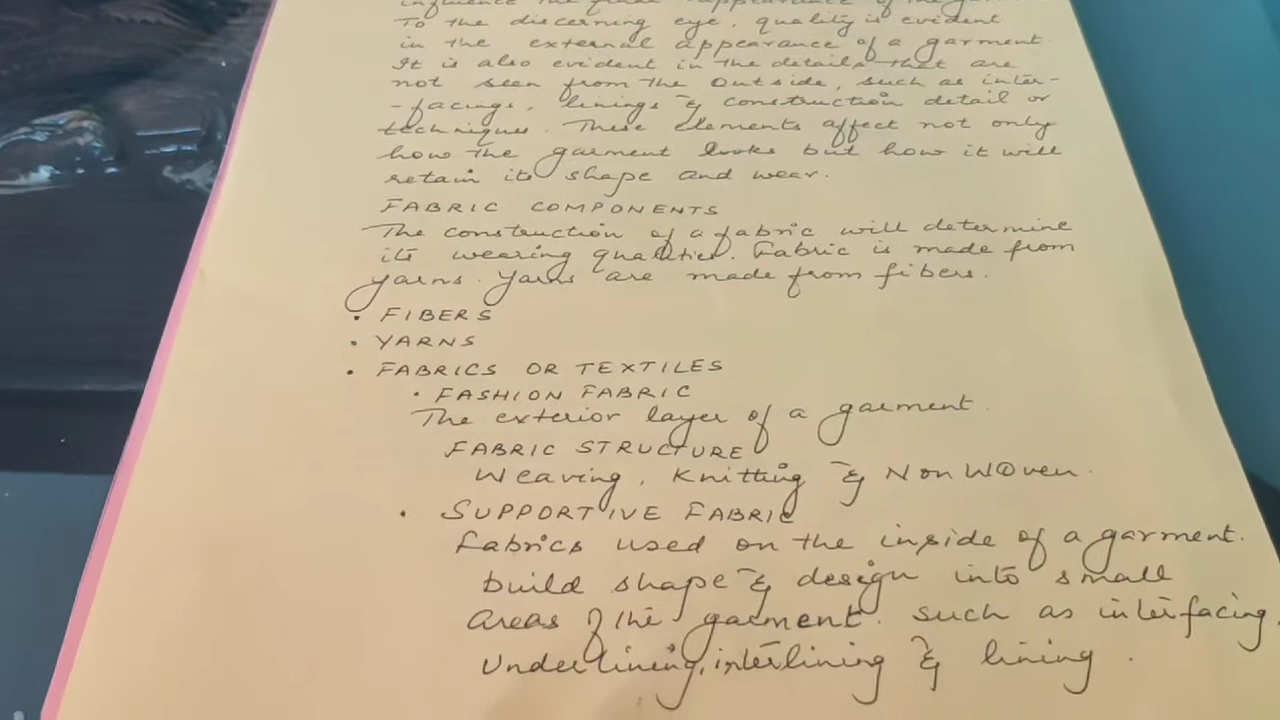 influence the final appearance of the
To the discerning eye, quality is evident
in the external appearance of a garment.
It is also evident in the details that are
not seen from the outside, such as inter-
-facings, linings & construction detail or
techniques. These elements affect not only
how the garment looks but how it will
retain its shape and wear.
FABRIC COMPONENTS
The construction of a fabric will determine
its wearing qualities. Fabric is made from
yarns. Yarns are made from fibers.
• FIBERS
• YARNS
• FABRICS OR TEXTILES
• FASHION FABRIC
The exterior layer of a garment.
FABRIC STRUCTURE
Weaving, Knitting & Non Woven.
• SUPPORTIVE FABRIC
Fabrics used on the inside of a garment.
build shape & design into small
areas of the garment. such as interfacing,
Underlining, interlining & lining.